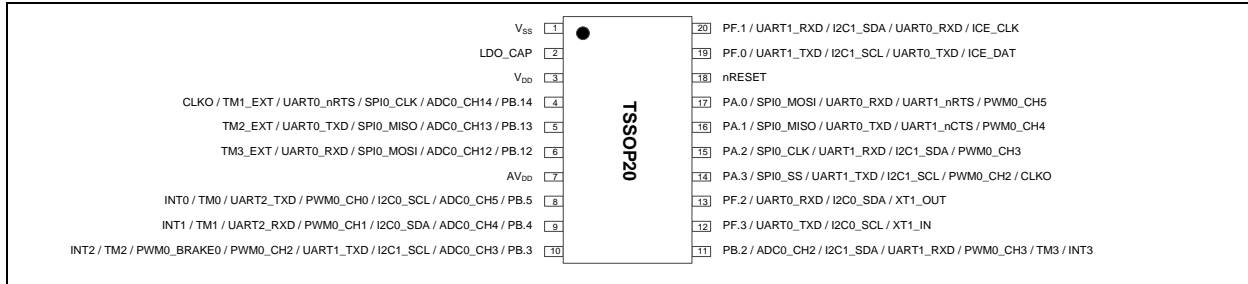 V_SS 1
LDO_CAP 2
V_DD 3
CLKO / TM1_EXT / UART0_nRTS / SPI0_CLK / ADC0_CH14 / PB.14 4
TM2_EXT / UART0_TXD / SPI0_MISO / ADC0_CH13 / PB.13 5
TM3_EXT / UART0_RXD / SPI0_MOSI / ADC0_CH12 / PB.12 6
AV_DD 7
INT0 / TM0 / UART2_TXD / PWM0_CH0 / I2C0_SCL / ADC0_CH5 / PB.5 8
INT1 / TM1 / UART2_RXD / PWM0_CH1 / I2C0_SDA / ADC0_CH4 / PB.4 9
INT2 / TM2 / PWM0_BRAKE0 / PWM0_CH2 / UART1_TXD / I2C1_SCL / ADC0_CH3 / PB.3 10
TSSOP20
20 PF.1 / UART1_RXD / I2C1_SDA / UART0_RXD / ICE_CLK
19 PF.0 / UART1_TXD / I2C1_SCL / UART0_TXD / ICE_DAT
18 nRESET
17 PA.0 / SPI0_MOSI / UART0_RXD / UART1_nRTS / PWM0_CH5
16 PA.1 / SPI0_MISO / UART0_TXD / UART1_nCTS / PWM0_CH4
15 PA.2 / SPI0_CLK / UART1_RXD / I2C1_SDA / PWM0_CH3
14 PA.3 / SPI0_SS / UART1_TXD / I2C1_SCL / PWM0_CH2 / CLKO
13 PF.2 / UART0_RXD / I2C0_SDA / XT1_OUT
12 PF.3 / UART0_TXD / I2C0_SCL / XT1_IN
11 PB.2 / ADC0_CH2 / I2C1_SDA / UART1_RXD / PWM0_CH3 / TM3 / INT3